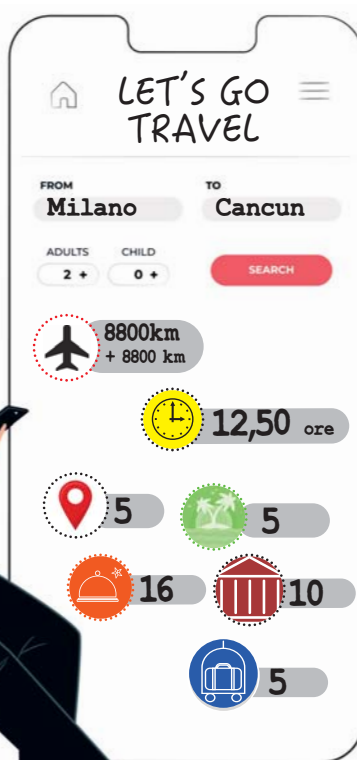 LET'S GO
TRAVEL
FROM
TO
Milano
Cancun
ADULTS
CHILD
2 +
0 +
SEARCH
8800km
+ 8800 km
12,50 ore
5
5
16
10
5